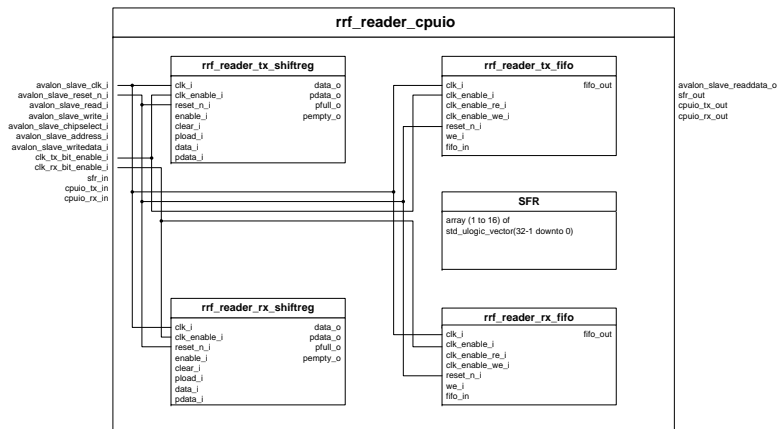 rrf_reader_cpuio
avalon_slave_clk_i
avalon_slave_reset_n_i
avalon_slave_read_i
avalon_slave_write_i
avalon_slave_chipselect_i
avalon_slave_address_i
avalon_slave_writedata_i
clk_tx_bit_enable_i
clk_rx_bit_enable_i
sfr_in
cpuio_tx_in
cpuio_rx_in
rrf_reader_tx_shiftreg
clk_i data_o
clk_enable_i pdata_o
reset_n_i pfull_o
enable_i pempty_o
clear_i
pload_i
data_i
pdata_i
rrf_reader_tx_fifo
clk_i fifo_out
clk_enable_i
clk_enable_re_i
clk_enable_we_i
reset_n_i
we_i
fifo_in
avalon_slave_readdata_o
sfr_out
cpuio_tx_out
cpuio_rx_out
SFR
array (1 to 16) of
std_ulogic_vector(32-1 downto 0)
rrf_reader_rx_shiftreg
clk_i data_o
clk_enable_i pdata_o
reset_n_i pfull_o
enable_i pempty_o
clear_i
pload_i
data_i
pdata_i
rrf_reader_rx_fifo
clk_i fifo_out
clk_enable_i
clk_enable_re_i
clk_enable_we_i
reset_n_i
we_i
fifo_in